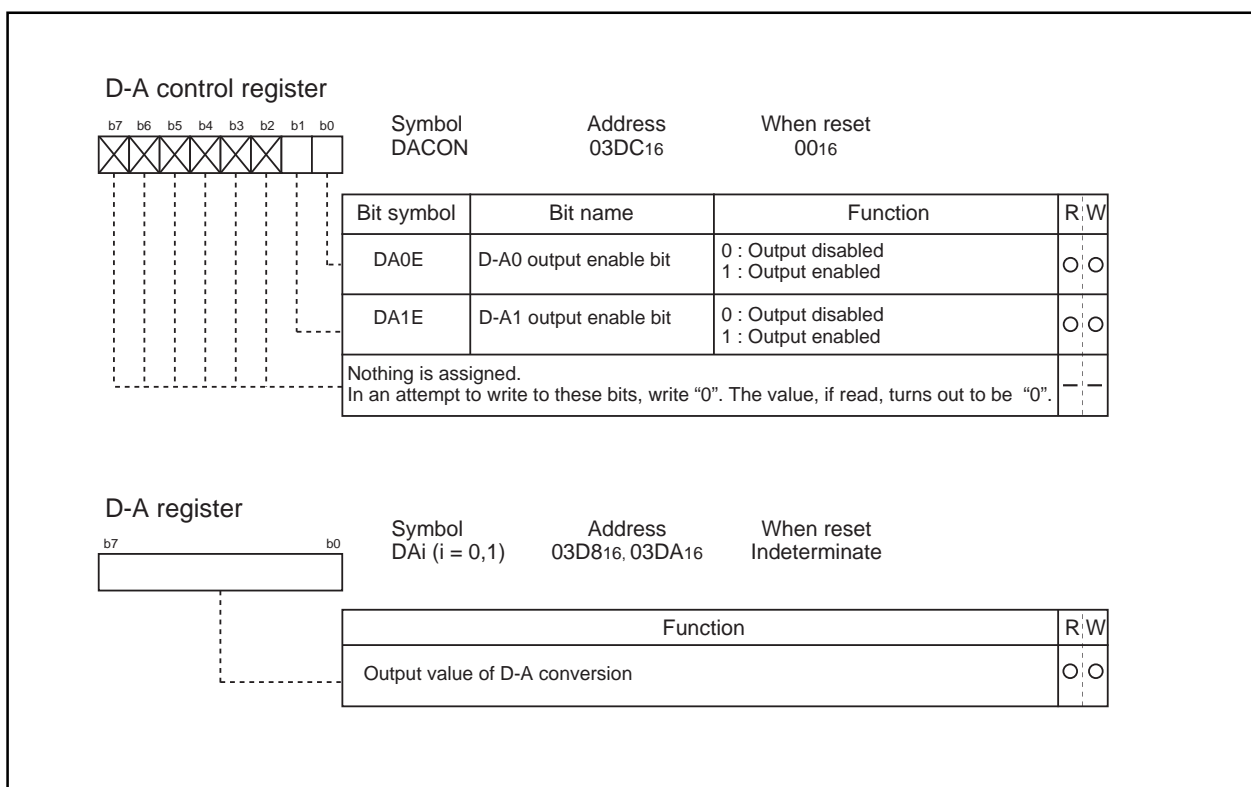 D-A control register
b7 b6 b5 b4 b3 b2 b1 b0
Symbol Address When reset
DACON 03DC16 0016
Bit symbol Bit name Function R W
DA0E D-A0 output enable bit 0 : Output disabled
1 : Output enabled
DA1E D-A1 output enable bit 0 : Output disabled
1 : Output enabled
Nothing is assigned.
In an attempt to write to these bits, write “0”. The value, if read, turns out to be “0”.
D-A register
b7 b0
Symbol Address When reset
DAi (i = 0,1) 03D816, 03DA16 Indeterminate
Function R W
Output value of D-A conversion